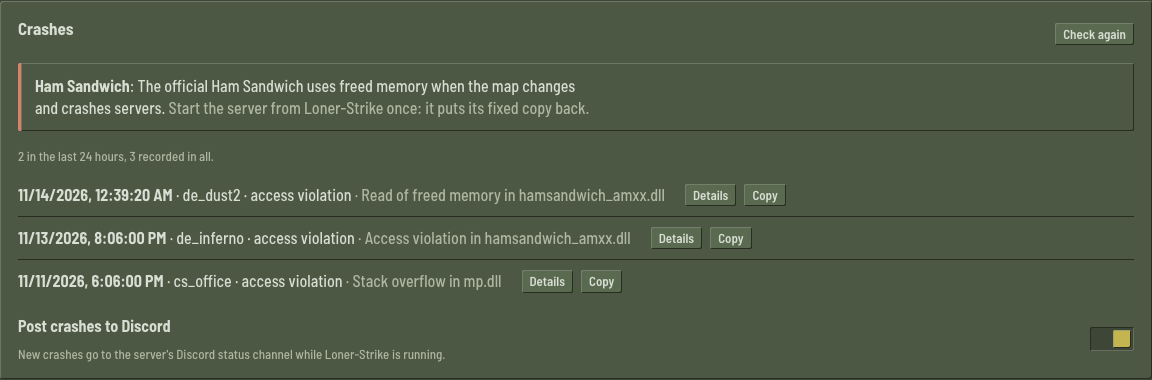 Crashes
Check again
Ham Sandwich: The official Ham Sandwich uses freed memory when the map changes
and crashes servers. Start the server from Loner-Strike once: it puts its fixed copy back.
2 in the last 24 hours, 3 recorded in all.
11/14/2026, 12:39:20 AM · de_dust2 · access violation · Read of freed memory in hamsandwich_amxx.dll Details Copy
11/13/2026, 8:06:00 PM · de_inferno · access violation · Access violation in hamsandwich_amxx.dll Details Copy
11/11/2026, 6:06:00 PM · cs_office · access violation · Stack overflow in mp.dll Details Copy
Post crashes to Discord
New crashes go to the server's Discord status channel while Loner-Strike is running.